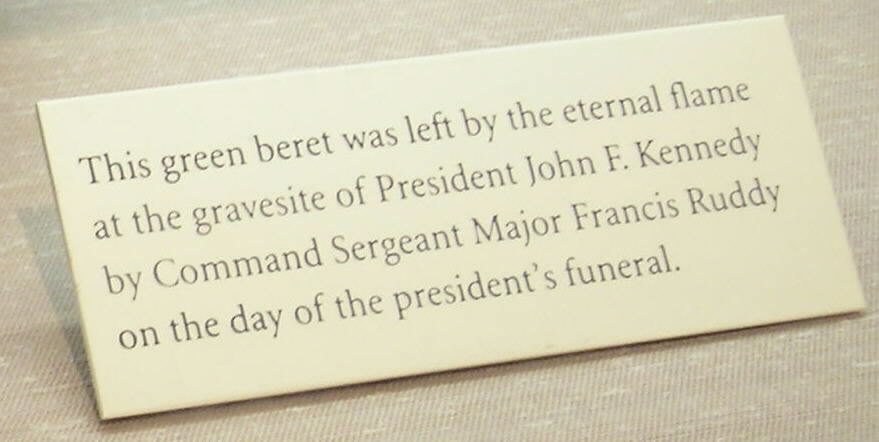 This green beret was left by the eternal flame
at the gravesite of President John F. Kennedy
by Command Sergeant Major Francis Ruddy
on the day of the president's funeral.